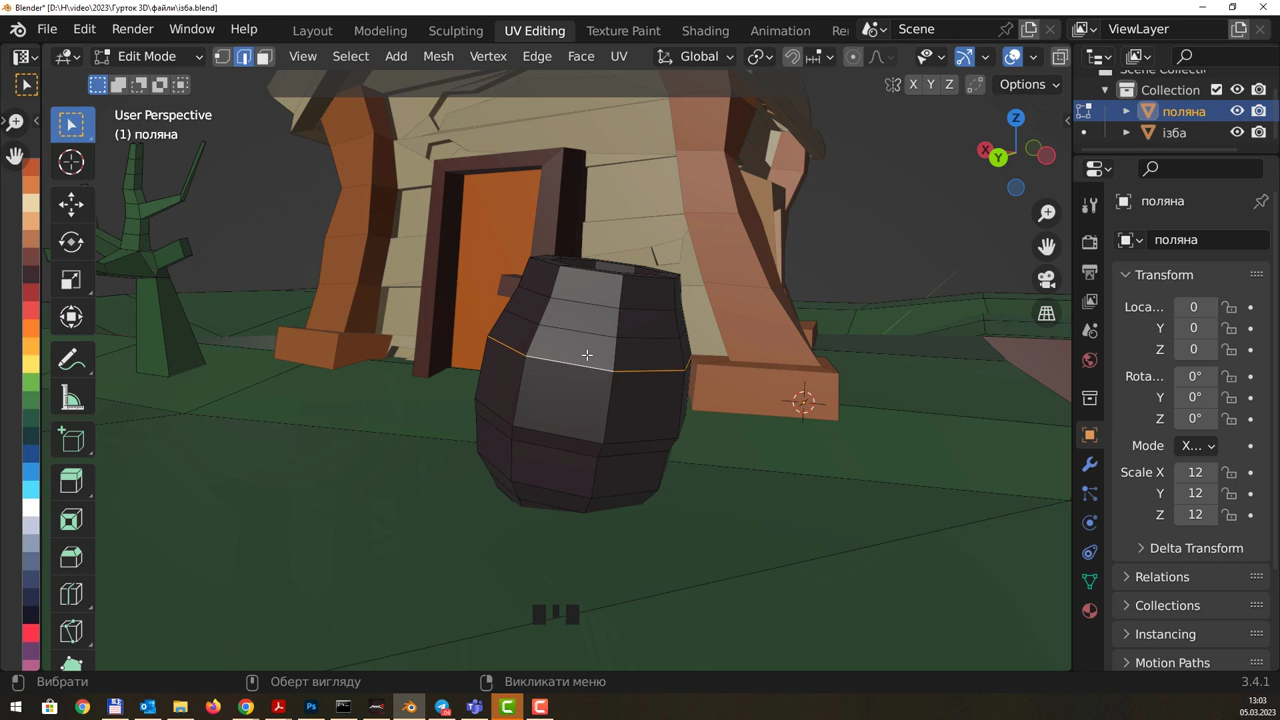 Blender* [D:\H\video\2023\Гурток 3D\файли\ізба.blend]
File Edit Render Window Help Layout Modeling Sculpting UV Editing Texture Paint Shading Animation Re Scene ViewLayer
Edit Mode View Select Add Mesh Vertex Edge Face UV Global
X Y Z Options
Scene Collecti
Collection
поляна
ізба
User Perspective
(1) поляна
Z
X
Y
поляна
поляна
Transform
Loca... 0
Y 0
Z 0
Rota... 0°
Y 0°
Z 0°
Mode X...
Scale X 12
Y 12
Z 12
Delta Transform
Relations
Collections
Instancing
Motion Paths
Вибрати Оберт вигляду Викликати меню 3.4.1
13:03
05.03.2023